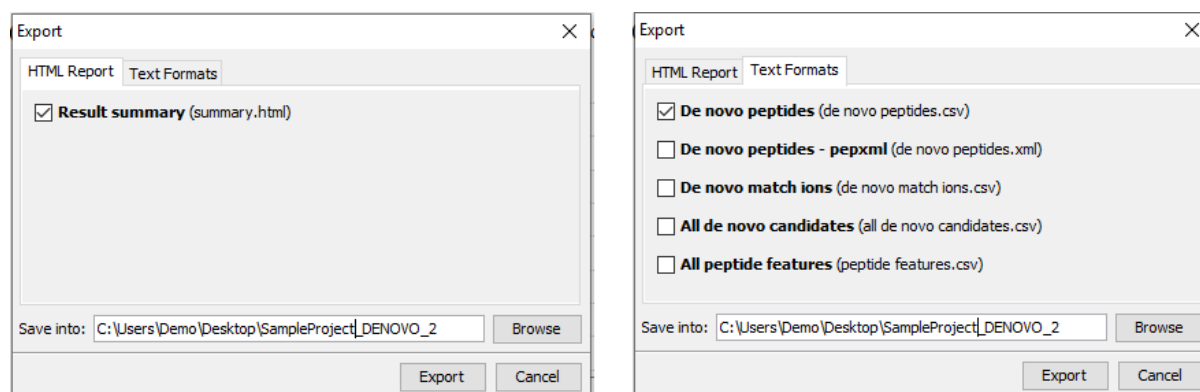 Export
HTML Report Text Formats
Result summary (summary.html)
Save into: C:\Users\Demo\Desktop\SampleProject_DENOVO_2 Browse
Export Cancel
Export
HTML Report Text Formats
De novo peptides (de novo peptides.csv)
De novo peptides - pepxml (de novo peptides.xml)
De novo match ions (de novo match ions.csv)
All de novo candidates (all de novo candidates.csv)
All peptide features (peptide features.csv)
Save into: C:\Users\Demo\Desktop\SampleProject_DENOVO_2 Browse
Export Cancel